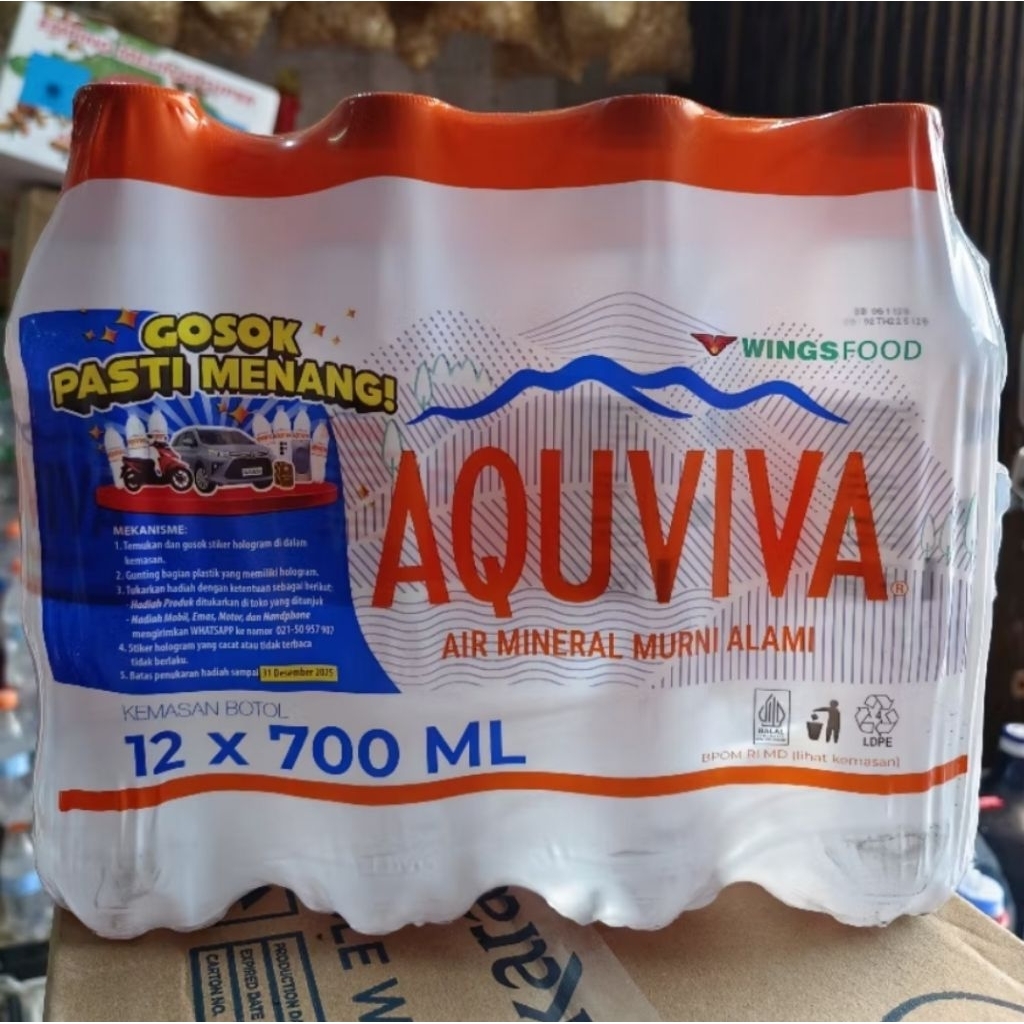 GOSOK
PASTI MENANG!
MEKANISME:
1. Temukan dan gosok stiker hologram di dalam
kemasan.
2. Gunting bagian plastik yang memiliki hologram.
3. Tukarkan hadiah dengan ketentuan sebagai berikut:
- Hadiah Produk ditukarkan di toko yang ditunjuk
- Hadiah Mobil, Emas, Motor, dan Handphone
mengirimkan WHATSAPP ke nomor 021-50 957 907
4. Stiker hologram yang cacat atau tidak terbaca
tidak berlaku.
5. Batas penukaran hadiah sampai 31 Desember 2025
WINGSFOOD
AQUVIVA®
AIR MINERAL MURNI ALAMI
KEMASAN BOTOL
12 X 700 ML
HALAL
LDPE
BPOM RI MD (lihat kemasan)
PRODUCTION
EXPIRED DATE
CARTON NO.
Kara